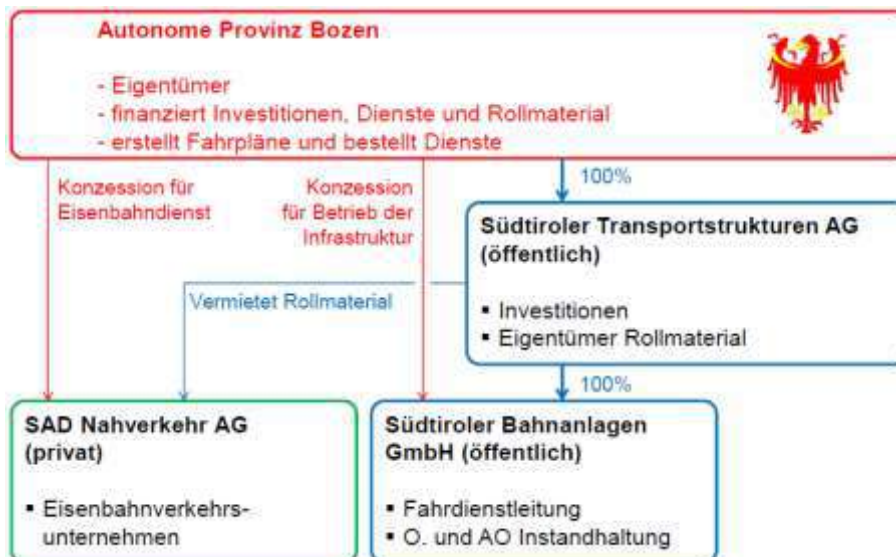 Autonome Provinz Bozen
- Eigentümer
- finanziert Investitionen, Dienste und Rollmaterial
- erstellt Fahrpläne und bestellt Dienste
Konzession für
Eisenbahndienst
Konzession
für Betrieb der
Infrastruktur
100%
Südtiroler Transportstrukturen AG
(öffentlich)
▪ Investitionen
▪ Eigentümer Rollmaterial
Vermietet Rollmaterial
100%
SAD Nahverkehr AG
(privat)
▪ Eisenbahnverkehrs-
unternehmen
Südtiroler Bahnanlagen
GmbH (öffentlich)
▪ Fahrdienstleitung
▪ O. und AO Instandhaltung